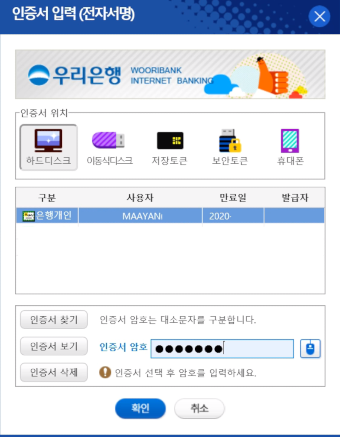 인증서 입력 (전자서명)
우리은행 WOORIBANK INTERNET BANKING
인증서 위치
하드디스크 이동식디스크 저장토큰 보안토큰 휴대폰
구분 사용자 만료일 발급자
은행개인 MAAYANi 2020-
인증서 찾기 인증서 암호는 대소문자를 구분합니다.
인증서 보기 인증서 암호 ●●●●●●●
인증서 삭제 인증서 선택 후 암호를 입력하세요.
확인 취소